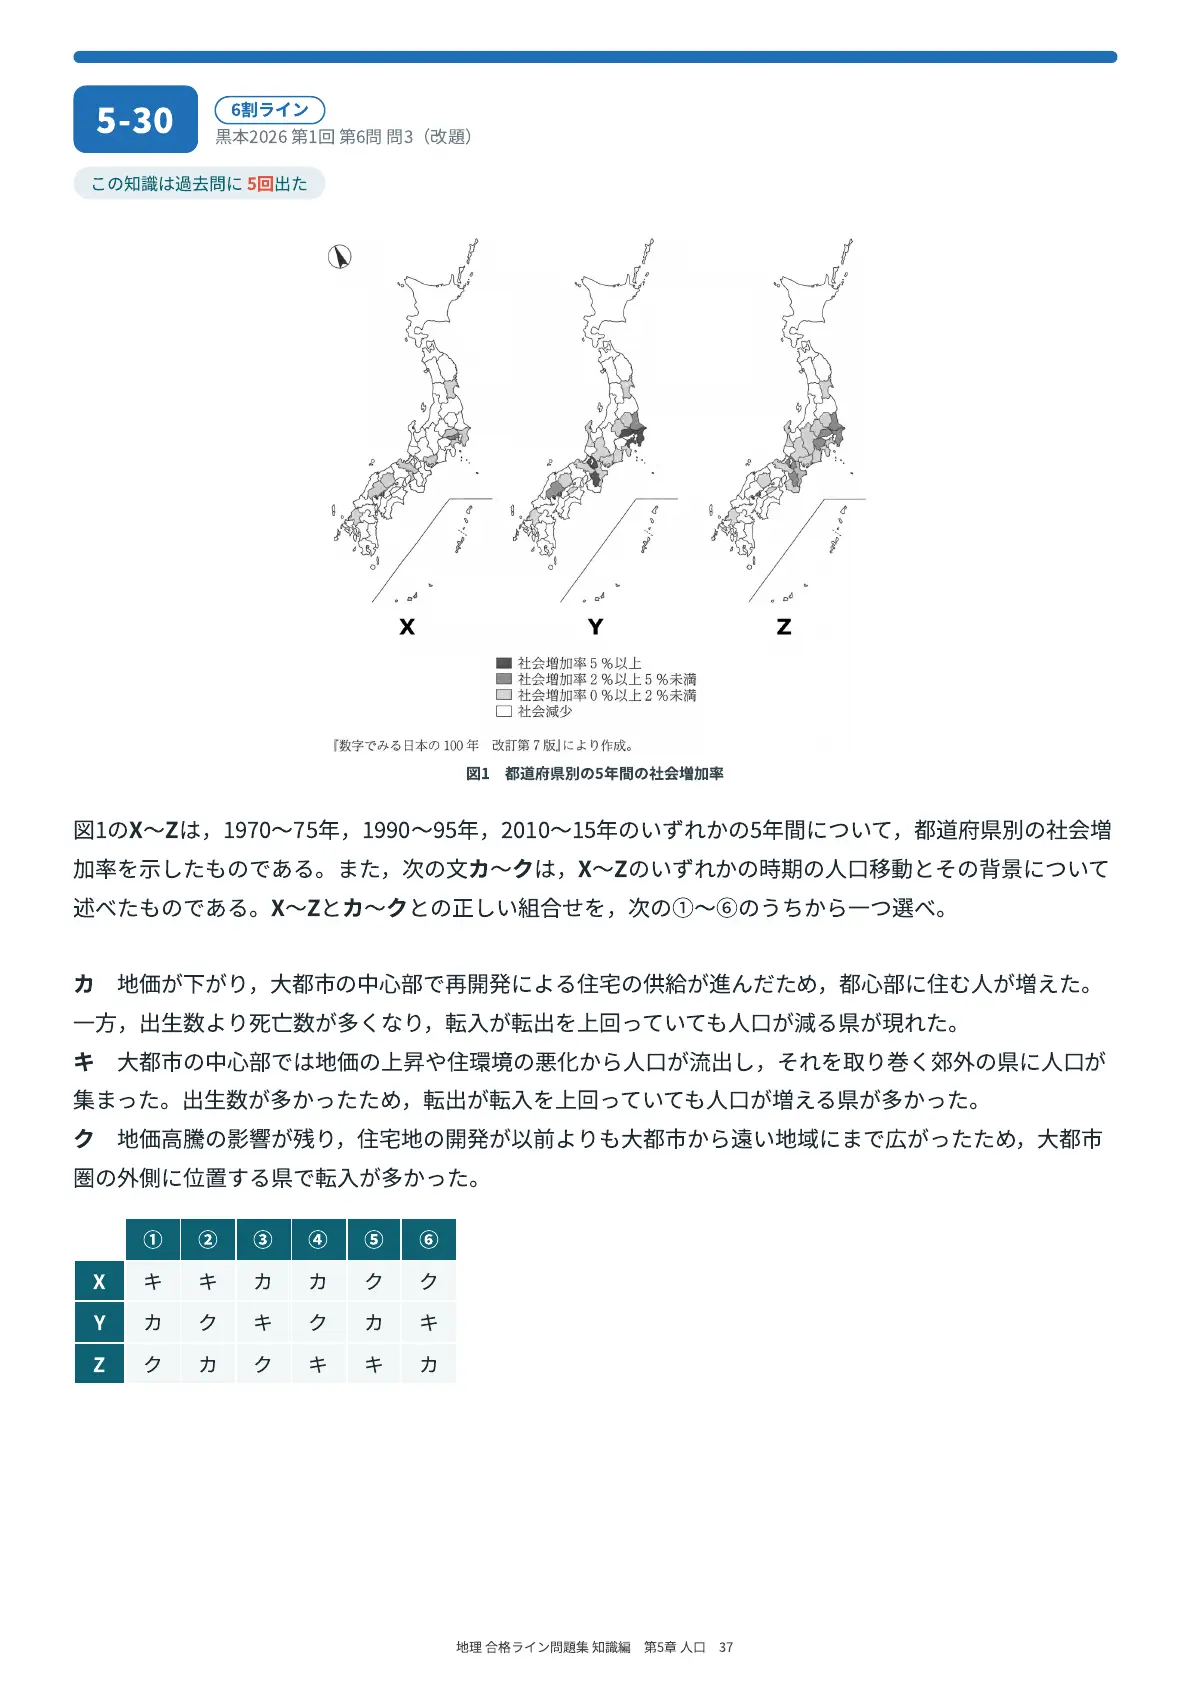 5-30
6割ライン
黒本2026 第1回 第6問 問3（改題）
この知識は過去問に 5回出た
X
Y
Z
社会増加率５％以上
社会増加率２％以上５％未満
社会増加率０％以上２％未満
社会減少
『数字でみる日本の100年　改訂第７版』により作成。
図1　都道府県別の5年間の社会増加率
図1のX～Zは，1970～75年，1990～95年，2010～15年のいずれかの5年間について，都道府県別の社会増
加率を示したものである。また，次の文カ～クは，X～Zのいずれかの時期の人口移動とその背景について
述べたものである。X～Zとカ～クとの正しい組合せを，次の①～⑥のうちから一つ選べ。
カ　地価が下がり，大都市の中心部で再開発による住宅の供給が進んだため，都心部に住む人が増えた。
一方，出生数より死亡数が多くなり，転入が転出を上回っていても人口が減る県が現れた。
キ　大都市の中心部では地価の上昇や住環境の悪化から人口が流出し，それを取り巻く郊外の県に人口が
集まった。出生数が多かったため，転出が転入を上回っていても人口が増える県が多かった。
ク　地価高騰の影響が残り，住宅地の開発が以前よりも大都市から遠い地域にまで広がったため，大都市
圏の外側に位置する県で転入が多かった。
① ② ③ ④ ⑤ ⑥
X キ キ カ カ ク ク
Y カ ク キ ク カ キ
Z ク カ ク キ キ カ
地理 合格ライン問題集 知識編　第5章 人口　37